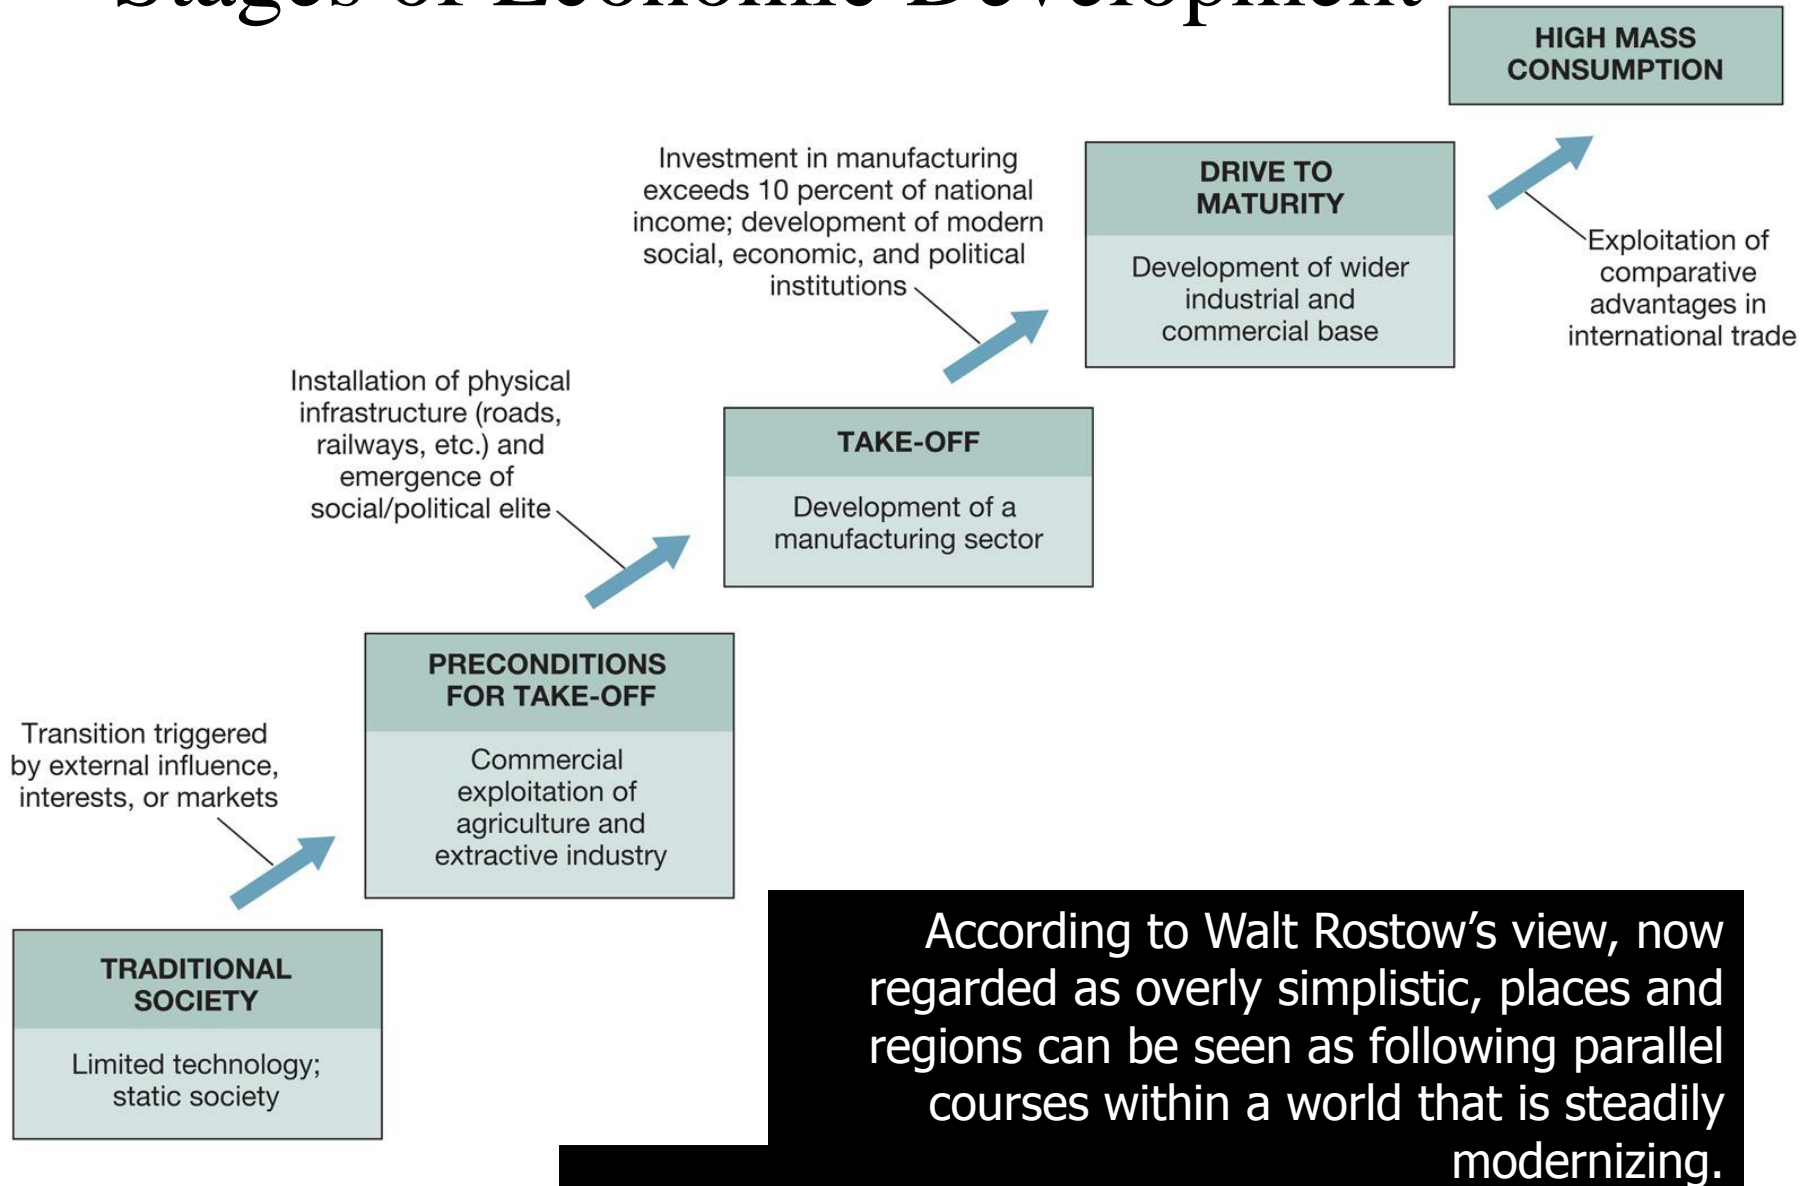 Stages of Economic Development
HIGH MASS
CONSUMPTION
Investment in manufacturing
exceeds 10 percent of national
income; development of modern
social, economic, and political
institutions
DRIVE TO
MATURITY
Development of wider
industrial and
commercial base
Exploitation of
comparative
advantages in
international trade
Installation of physical
infrastructure (roads,
railways, etc.) and
emergence of
social/political elite
TAKE-OFF
Development of a
manufacturing sector
Transition triggered
by external influence,
interests, or markets
PRECONDITIONS
FOR TAKE-OFF
Commercial
exploitation of
agriculture and
extractive industry
TRADITIONAL
SOCIETY
Limited technology;
static society
According to Walt Rostow’s view, now
regarded as overly simplistic, places and
regions can be seen as following parallel
courses within a world that is steadily
modernizing.